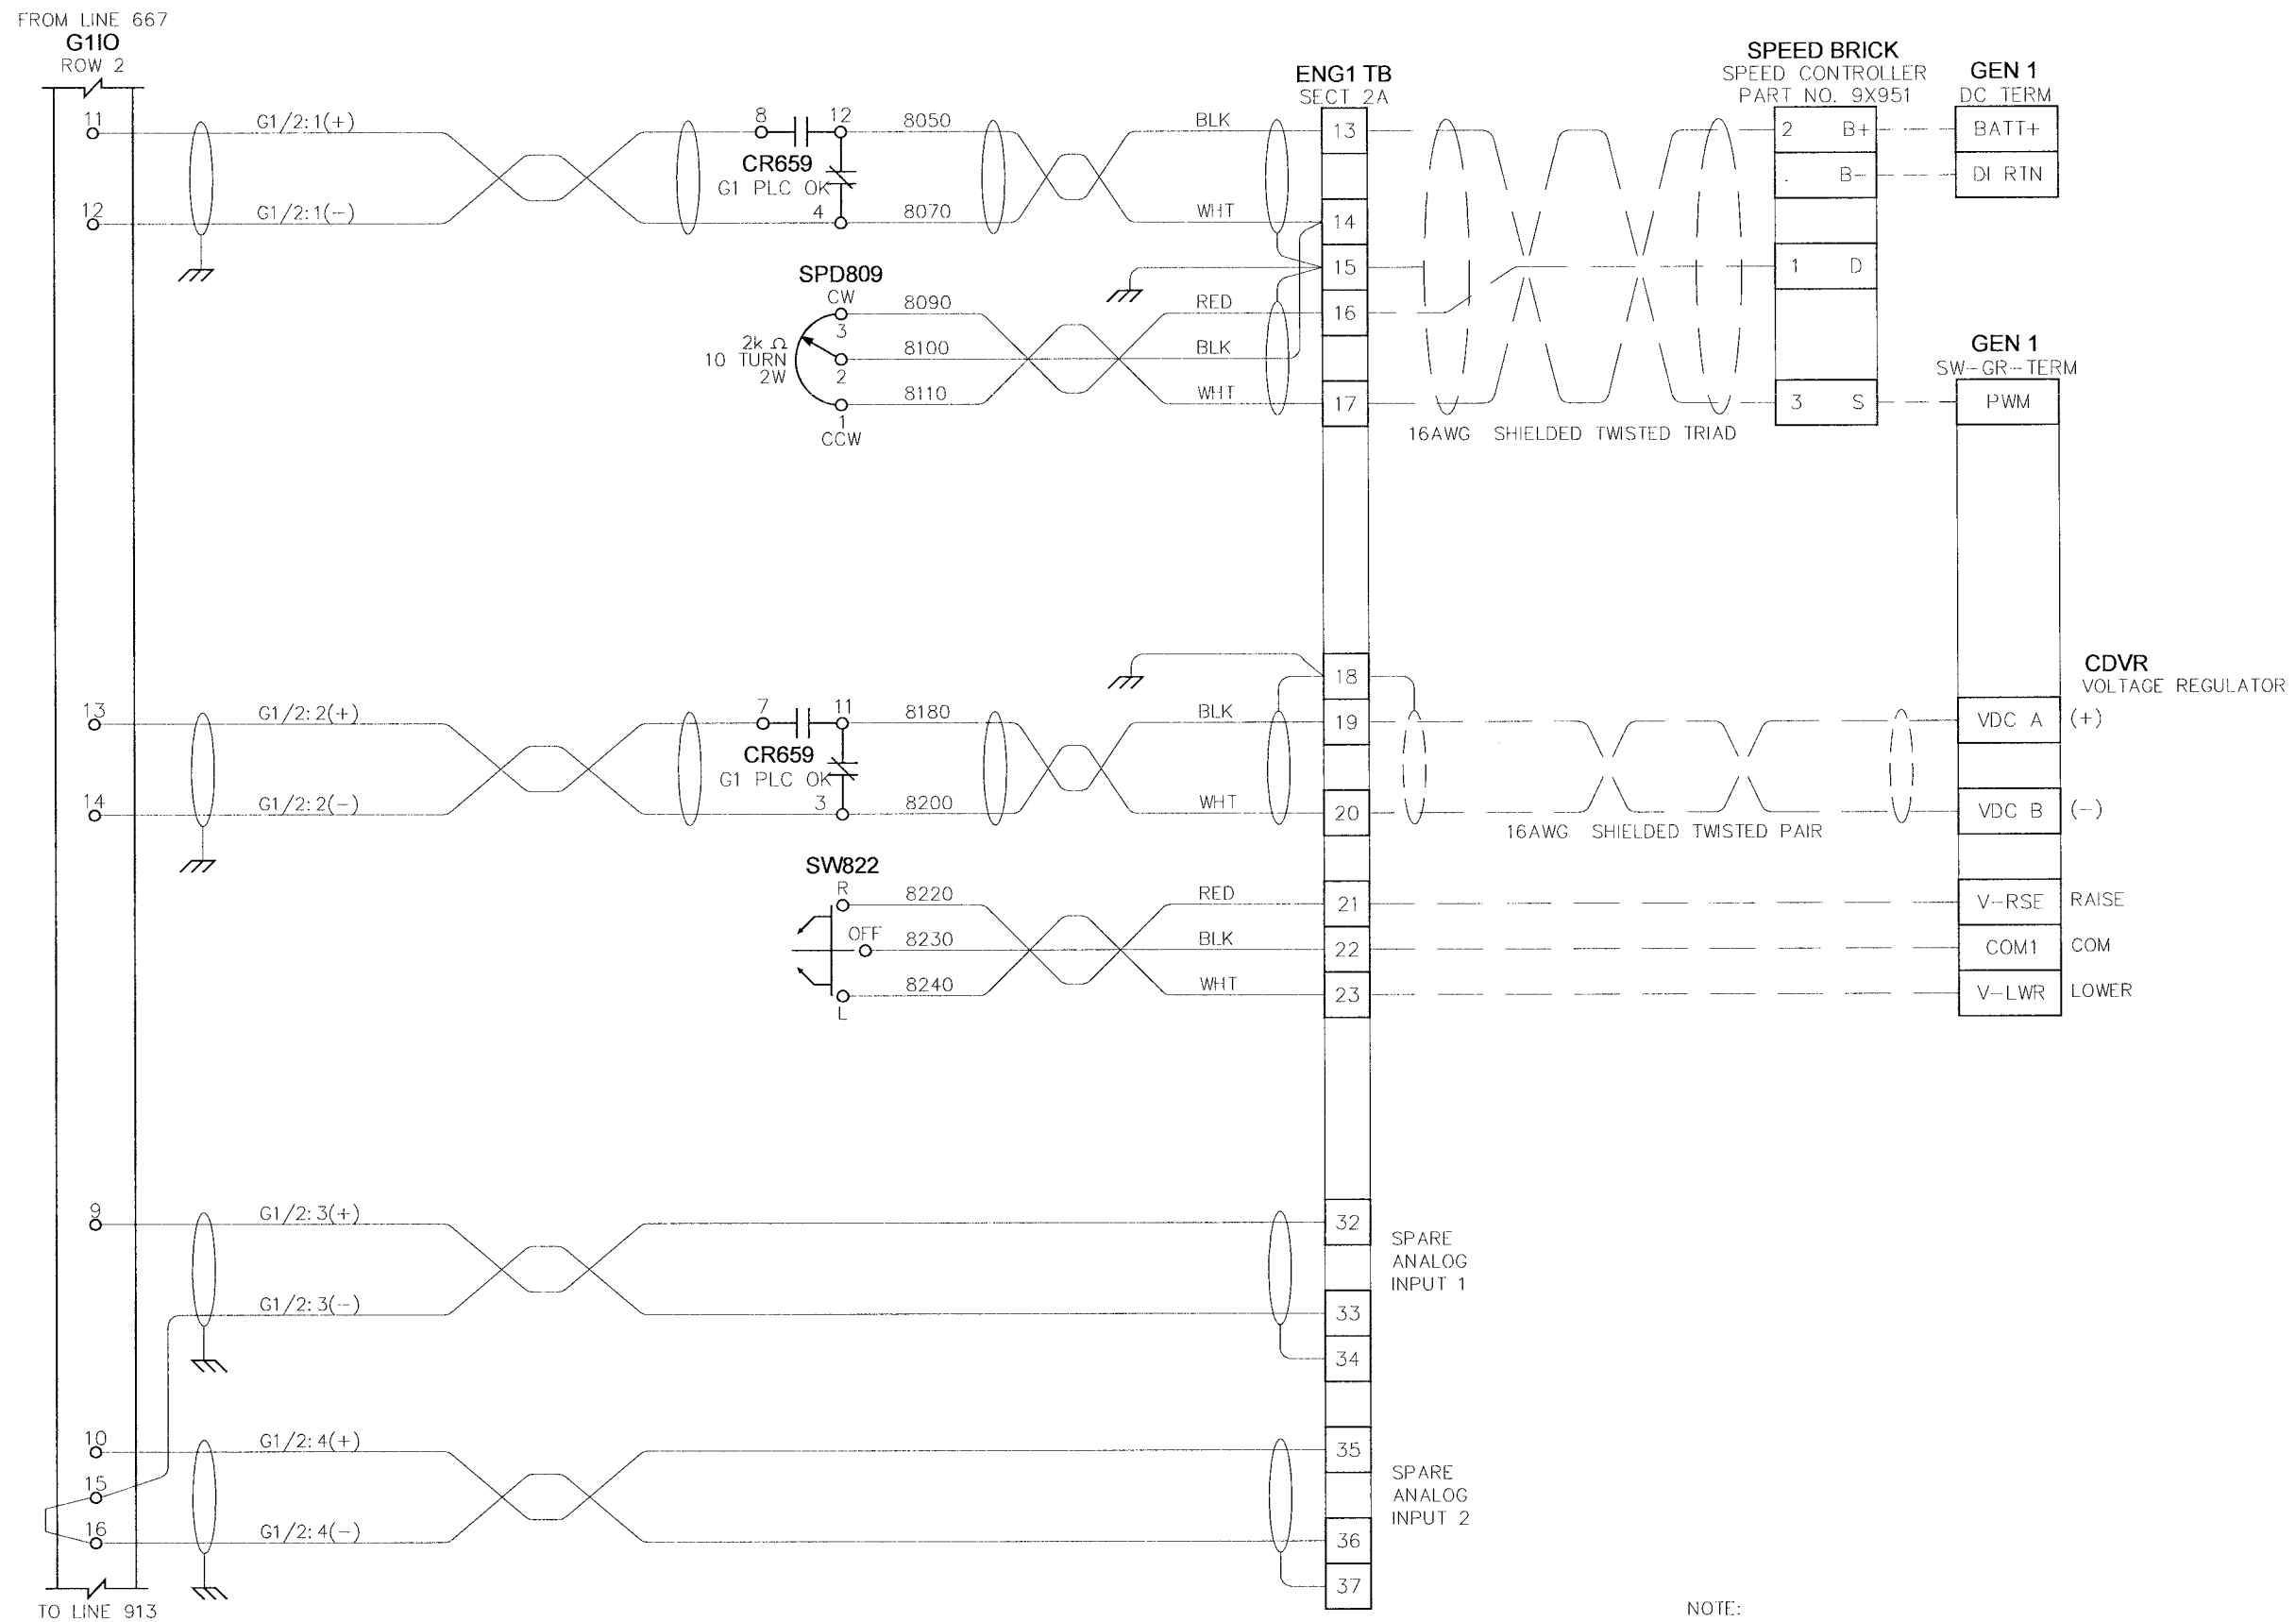 FROM LINE 667
G1IO
ROW 2
11
G1/2:1(+)
12
G1/2:1(-)
8
12
CR659
G1 PLC OK
4
8050
8070
BLK
WHT
SPD809
CW
3
2k Ω
10 TURN
2W
2
1
CCW
8090
8100
8110
RED
BLK
WHT
ENG1 TB
SECT 2A
13
14
15
16
17
16AWG SHIELDED TWISTED TRIAD
SPEED BRICK
SPEED CONTROLLER
PART NO. 9X951
2 B+
. B-
1 D
3 S
GEN 1
DC TERM
BATT+
DI RTN
GEN 1
SW-GR-TERM
PWM
13
G1/2:2(+)
14
G1/2:2(-)
7
11
CR659
G1 PLC OK
3
8180
8200
BLK
WHT
18
19
20
16AWG SHIELDED TWISTED PAIR
CDVR
VOLTAGE REGULATOR
VDC A (+)
VDC B (-)
SW822
R
OFF
L
8220
8230
8240
RED
BLK
WHT
21
22
23
V-RSE RAISE
COM1 COM
V-LWR LOWER
9
G1/2:3(+)
G1/2:3(-)
32
33
34
SPARE
ANALOG
INPUT 1
10
G1/2:4(+)
15
16
G1/2:4(-)
35
36
37
SPARE
ANALOG
INPUT 2
TO LINE 913
NOTE: